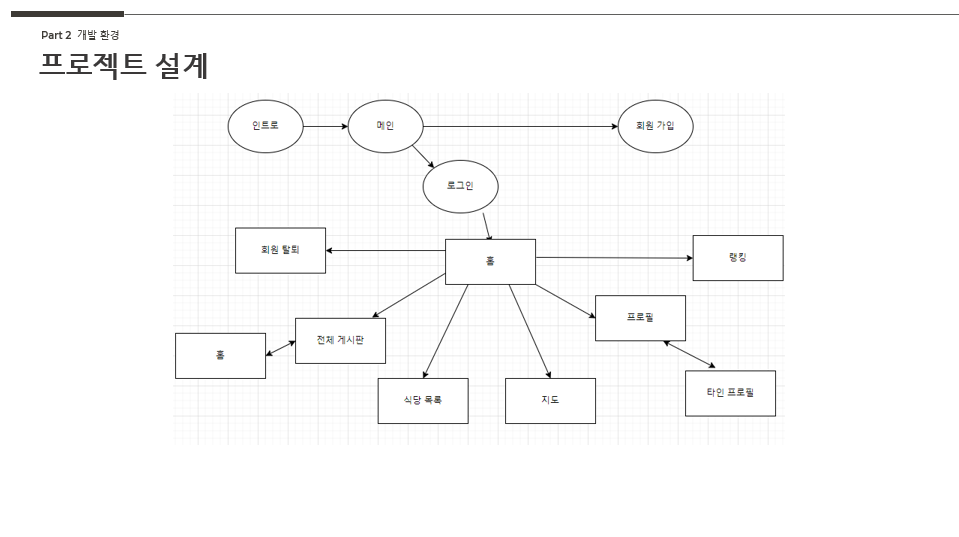 Part 2 개발 환경
프로젝트 설계
인트로
메인
회원 가입
로그인
회원 탈퇴
홈
랭킹
프로필
전체 게시판
홈
식당 목록
지도
타인 프로필